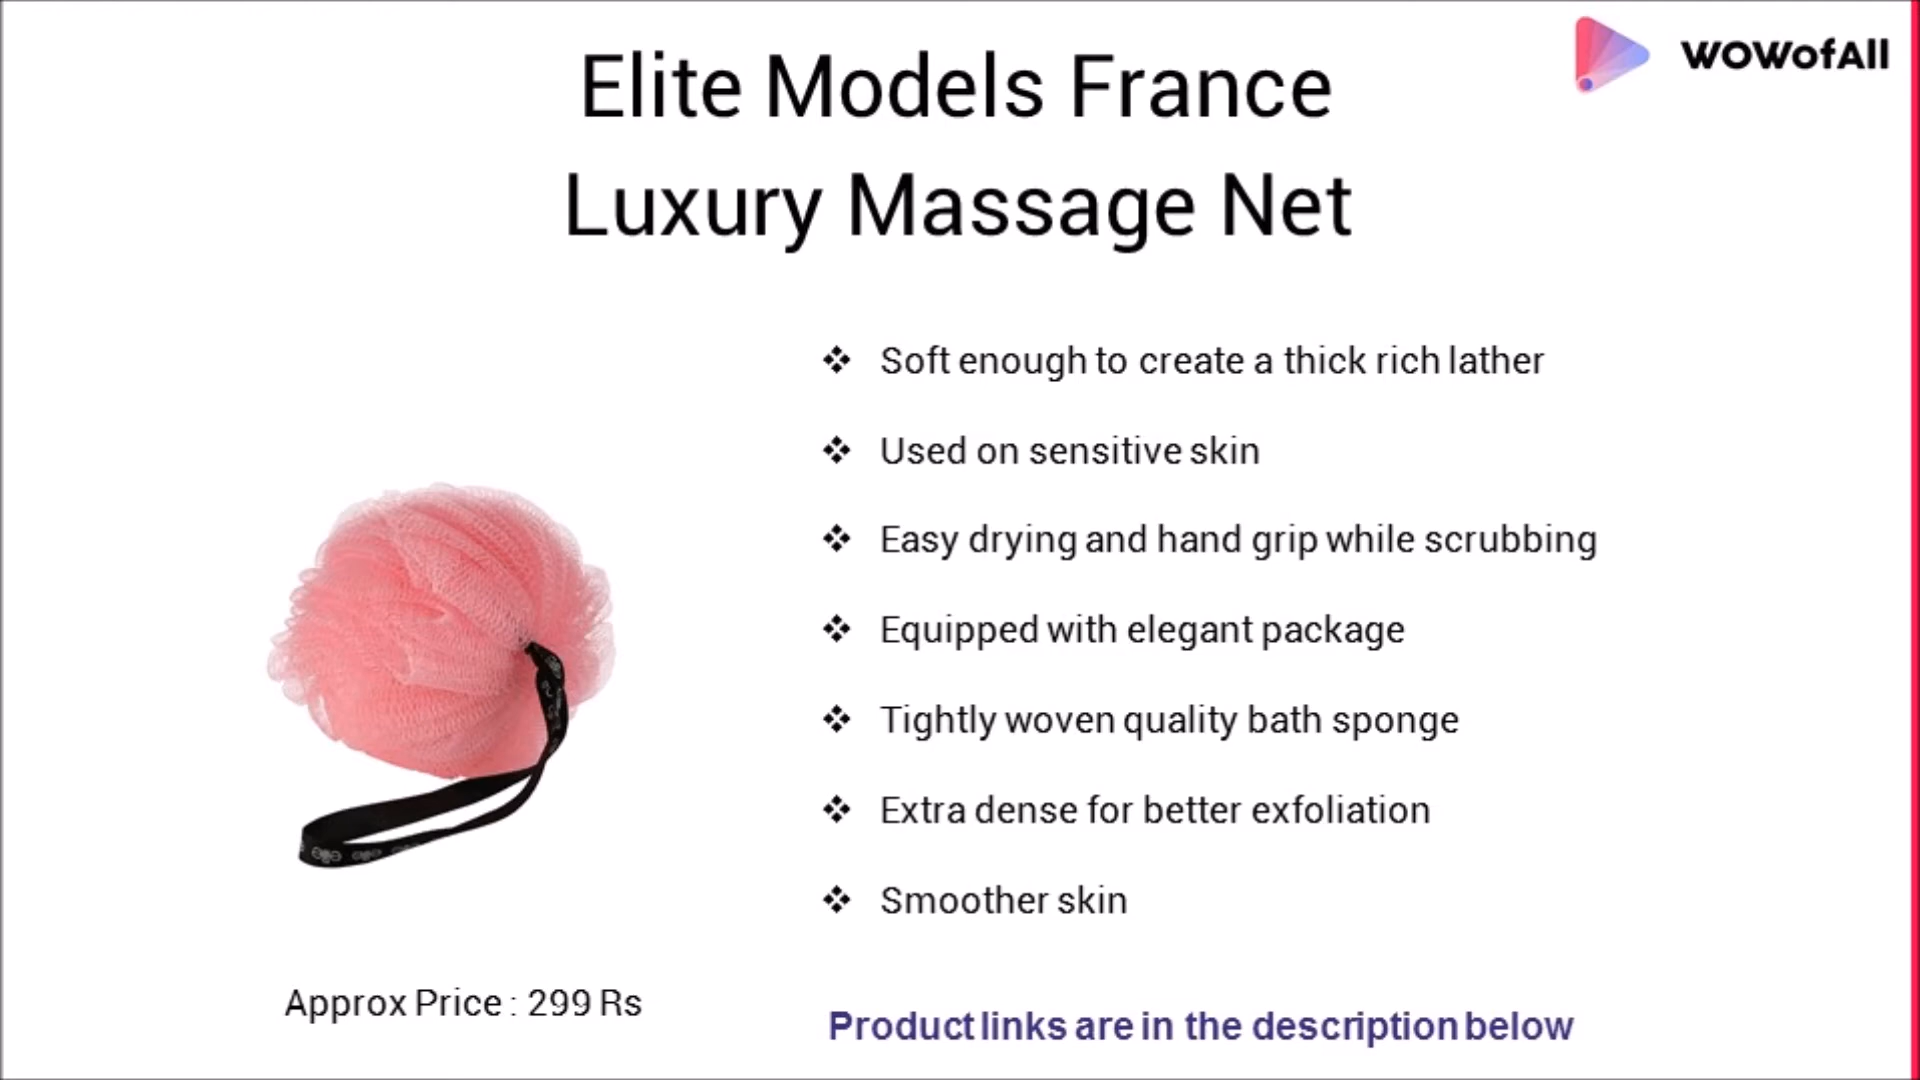 WOWofAll
Elite Models France
Luxury Massage Net
Soft enough to create a thick rich lather
Used on sensitive skin
Easy drying and hand grip while scrubbing
Equipped with elegant package
Tightly woven quality bath sponge
Extra dense for better exfoliation
Smoother skin
Approx Price : 299 Rs
Product links are in the description below